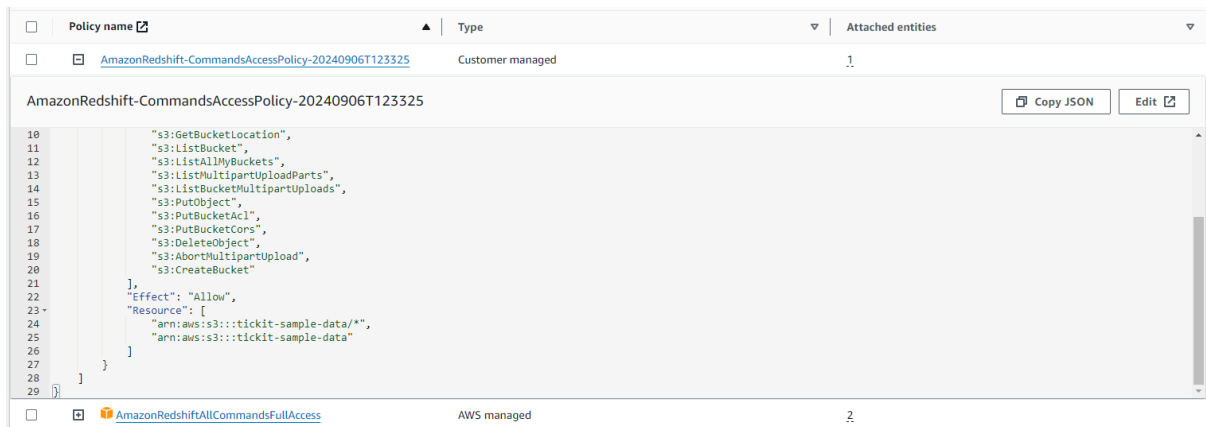 Policy name Type Attached entities
AmazonRedshift-CommandsAccessPolicy-20240906T123325 Customer managed 1
AmazonRedshift-CommandsAccessPolicy-20240906T123325 Copy JSON Edit
10 "s3:GetBucketLocation",
11 "s3:ListBucket",
12 "s3:ListAllMyBuckets",
13 "s3:ListMultipartUploadParts",
14 "s3:ListBucketMultipartUploads",
15 "s3:PutObject",
16 "s3:PutBucketAcl",
17 "s3:PutBucketCors",
18 "s3:DeleteObject",
19 "s3:AbortMultipartUpload",
20 "s3:CreateBucket"
21 ],
22 "Effect": "Allow",
23 "Resource": [
24 "arn:aws:s3:::tickit-sample-data/*",
25 "arn:aws:s3:::tickit-sample-data"
26 ]
27 }
28 ]
29 }
AmazonRedshiftAllCommandsFullAccess AWS managed 2